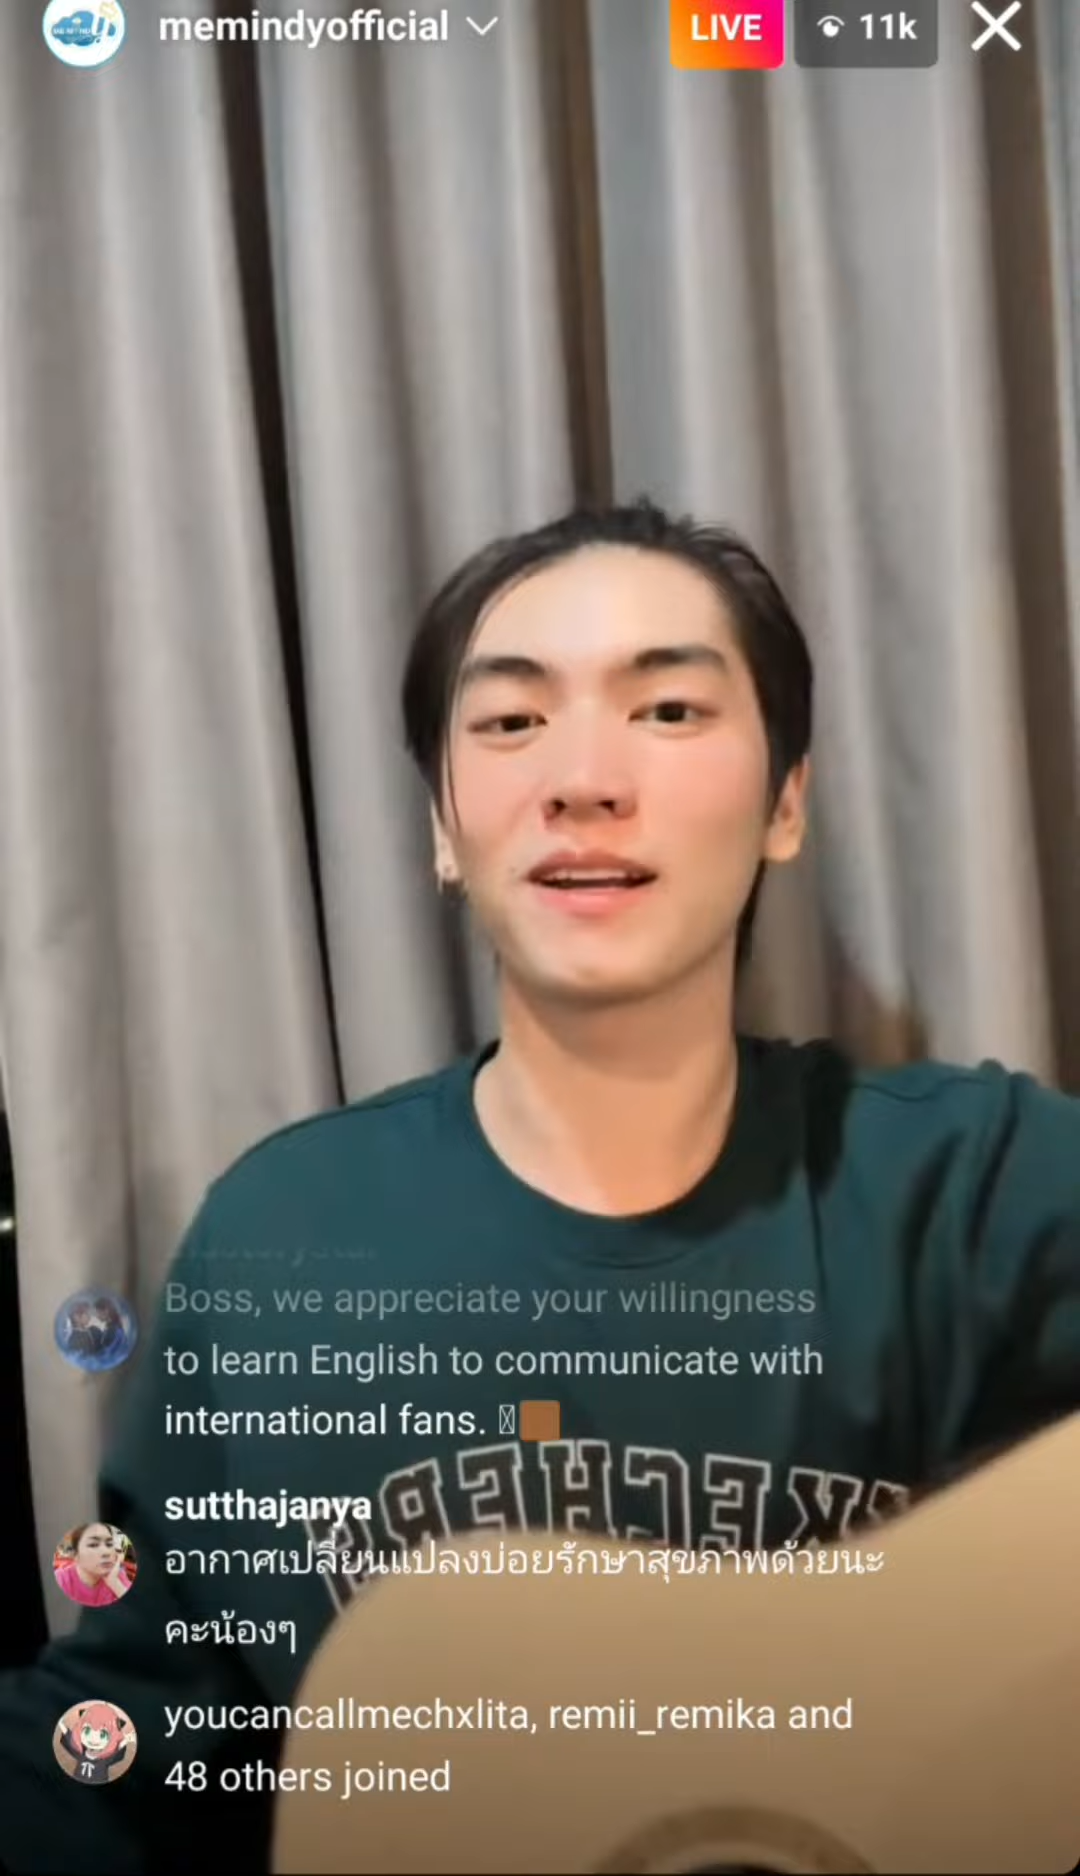 memindyofficial
LIVE
11k
Boss, we appreciate your willingness
to learn English to communicate with
international fans.
sutthajanya
อากาศเปลี่ยนแปลงบ่อยรักษาสุขภาพด้วยนะ
คะน้องๆ
youcancallmechxlita, remii_remika and
48 others joined